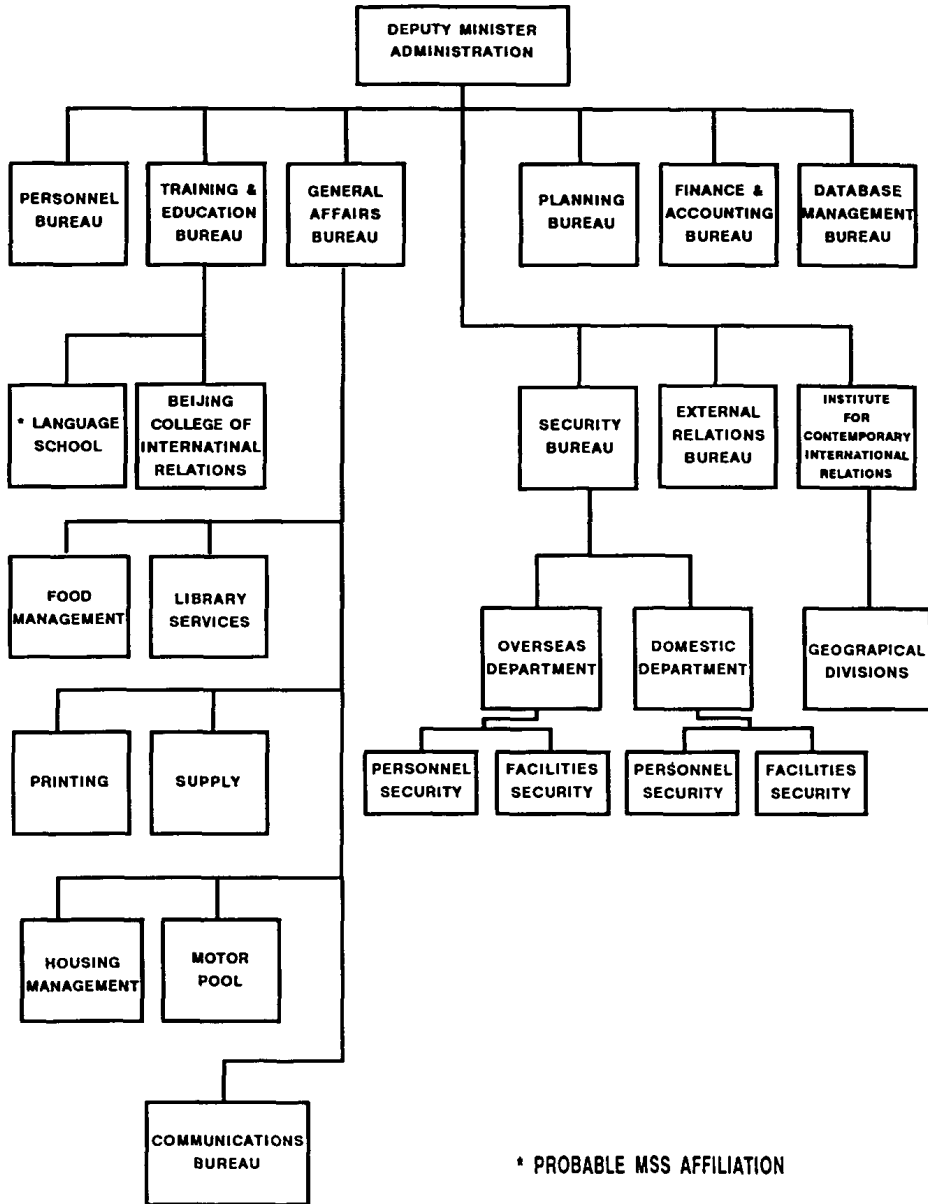 DEPUTY MINISTER
ADMINISTRATION
PERSONNEL
BUREAU
TRAINING &
EDUCATION
BUREAU
GENERAL
AFFAIRS
BUREAU
PLANNING
BUREAU
FINANCE &
ACCOUNTING
BUREAU
DATABASE
MANAGEMENT
BUREAU
* LANGUAGE
SCHOOL
BEIJING
COLLEGE OF
INTERNATINAL
RELATIONS
SECURITY
BUREAU
EXTERNAL
RELATIONS
BUREAU
INSTITUTE
FOR
CONTEMPORARY
INTERNATIONAL
RELATIONS
FOOD
MANAGEMENT
LIBRARY
SERVICES
OVERSEAS
DEPARTMENT
DOMESTIC
DEPARTMENT
GEOGRAPICAL
DIVISIONS
PRINTING
SUPPLY
PERSONNEL
SECURITY
FACILITIES
SECURITY
PERSONNEL
SECURITY
FACILITIES
SECURITY
HOUSING
MANAGEMENT
MOTOR
POOL
COMMUNICATIONS
BUREAU
* PROBABLE MSS AFFILIATION